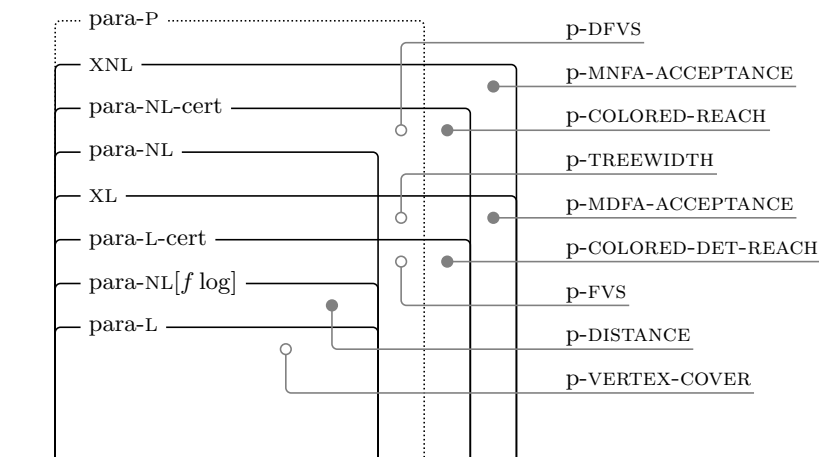 para-P
p-DFVS
XNL
p-MNFA-ACCEPTANCE
para-NL-cert
p-COLORED-REACH
para-NL
p-TREEWIDTH
XL
p-MDFA-ACCEPTANCE
para-L-cert
p-COLORED-DET-REACH
para-NL[f log]
p-FVS
para-L
p-DISTANCE
p-VERTEX-COVER